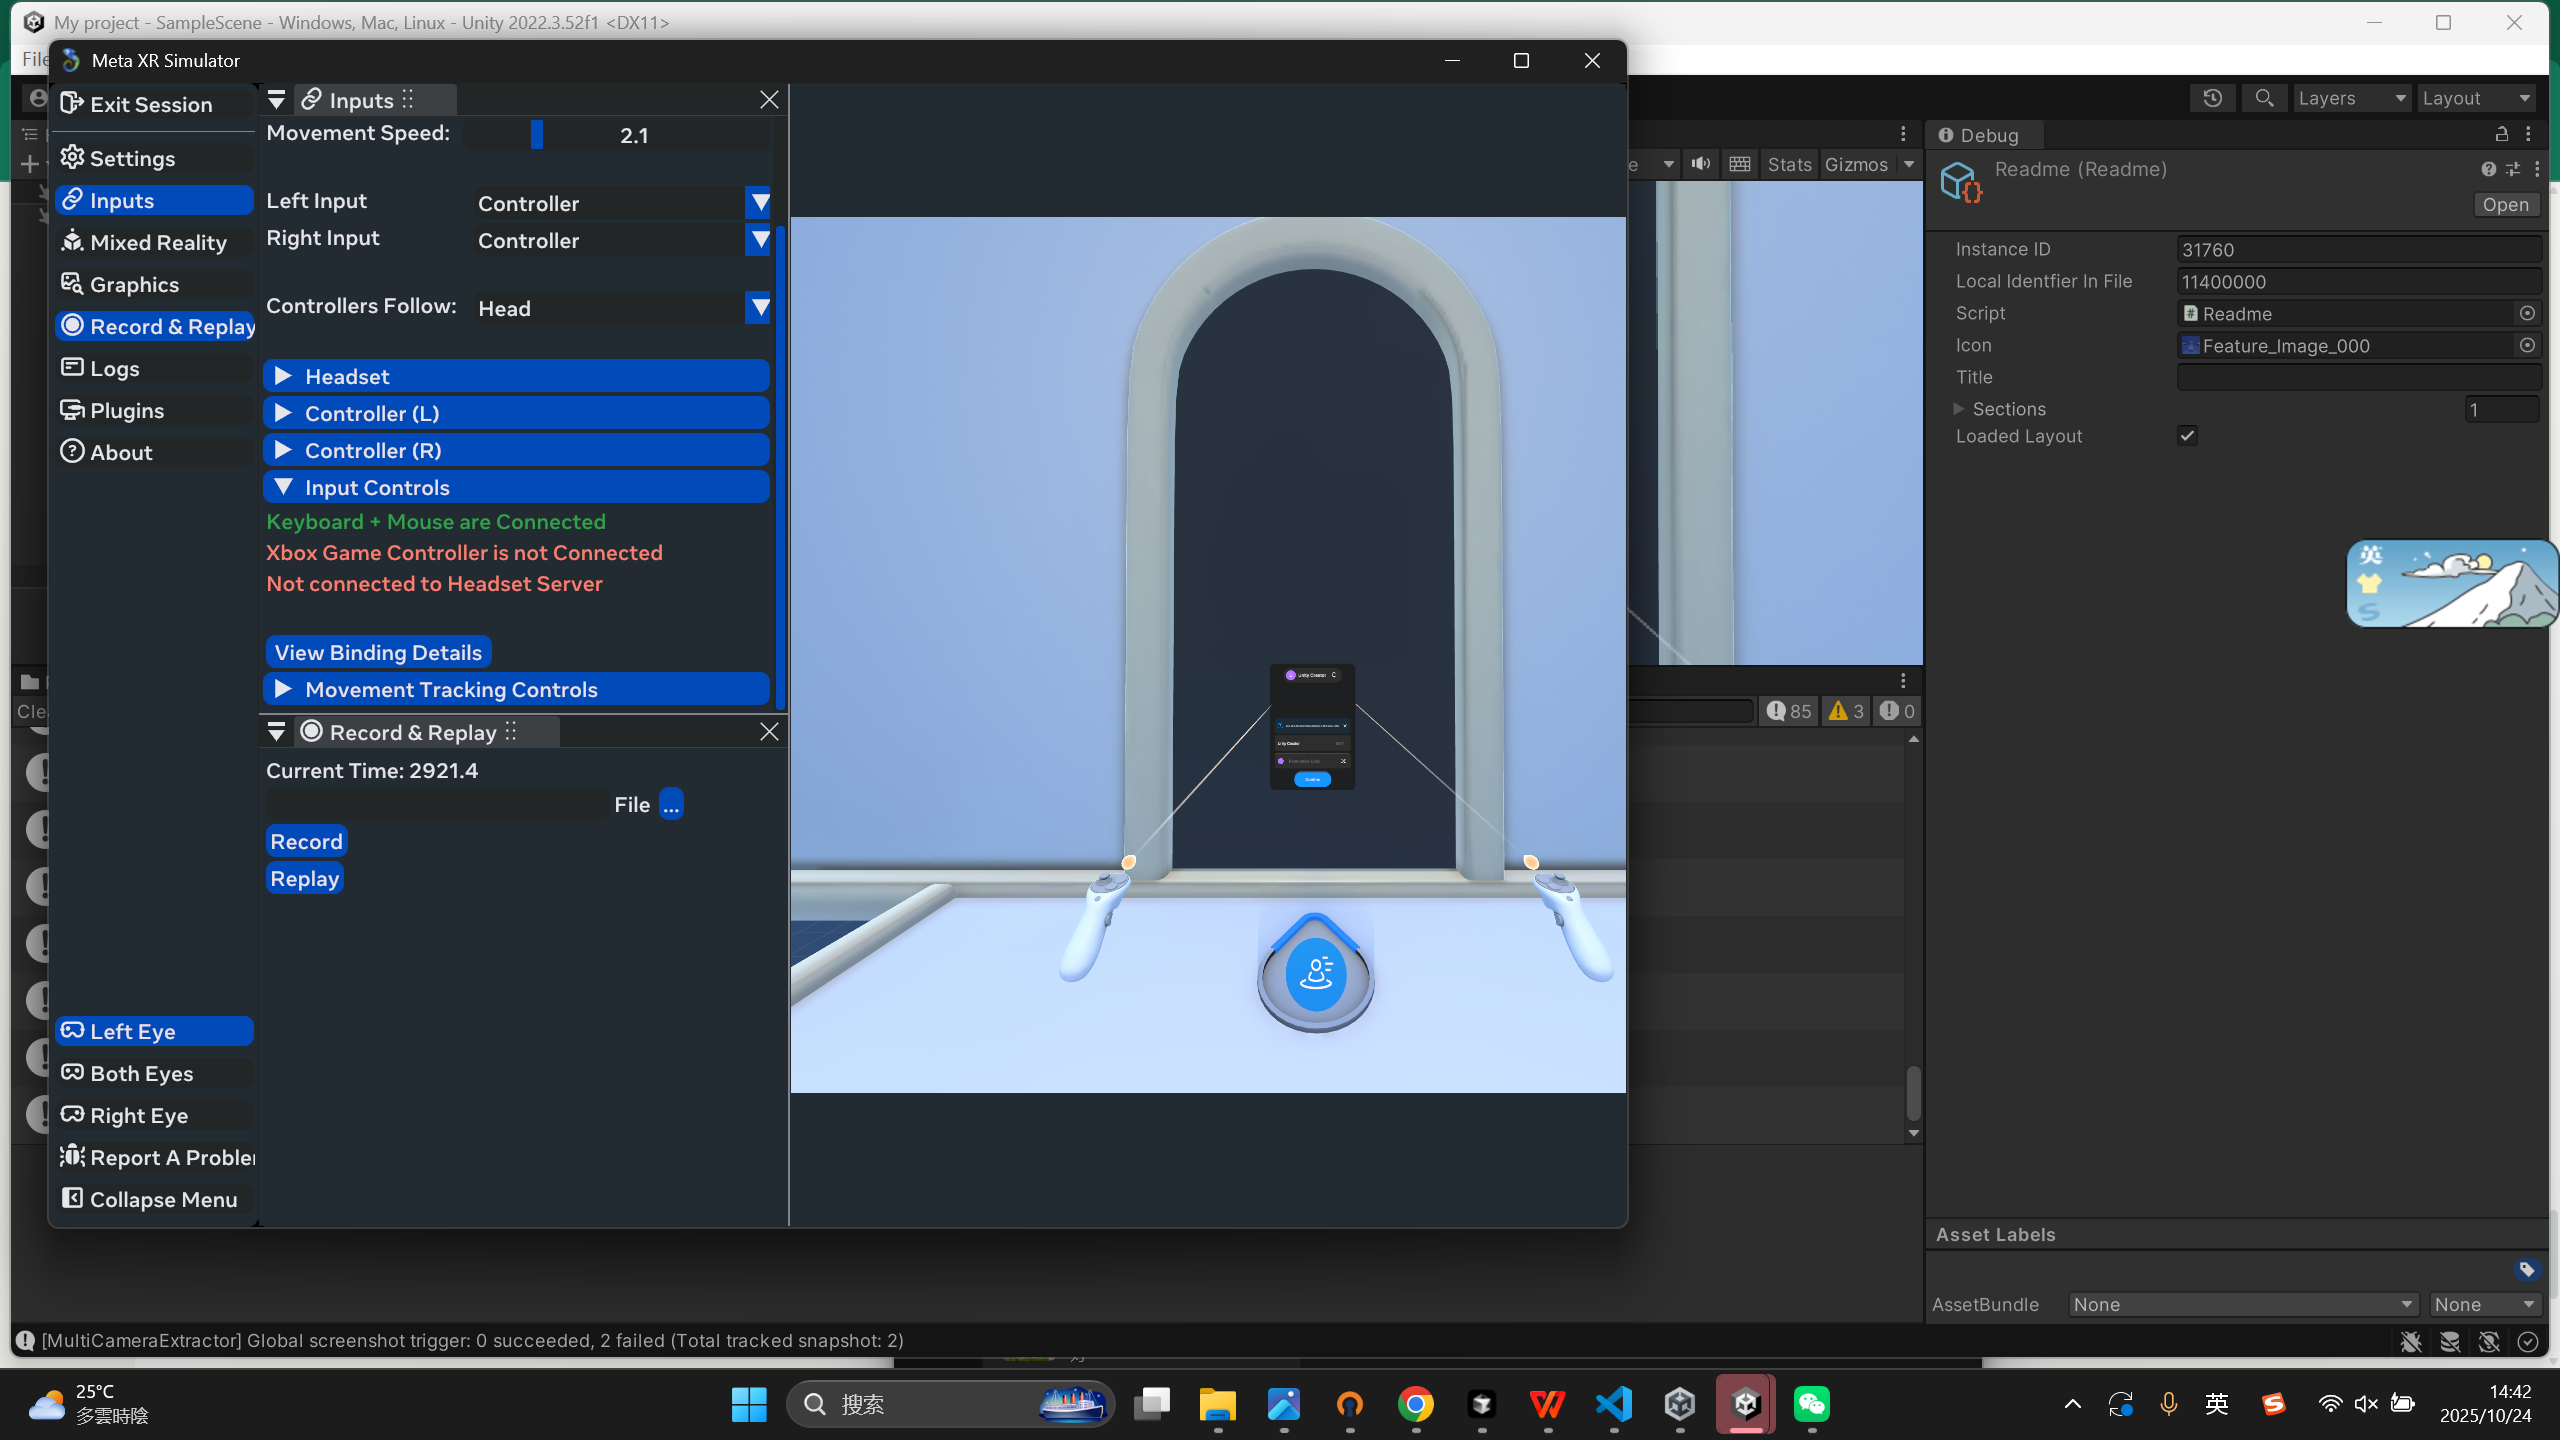 My project - SampleScene - Windows, Mac, Linux - Unity 2022.3.52f1 <DX11>
File
Meta XR Simulator
Exit Session
Settings
Inputs
Mixed Reality
Graphics
Record & Replay
Logs
Plugins
About
Left Eye
Both Eyes
Right Eye
Report A Probler
Collapse Menu
Inputs
Movement Speed: 2.1
Left Input Controller
Right Input Controller
Controllers Follow: Head
Headset
Controller (L)
Controller (R)
Input Controls
Keyboard + Mouse are Connected
Xbox Game Controller is not Connected
Not connected to Headset Server
View Binding Details
Movement Tracking Controls
Record & Replay
Current Time: 2921.4
File ...
Record
Replay
Unity Creator
Unity Creator
Confirm
Layers Layout
Stats Gizmos
85 3 0
Debug
Readme (Readme)
Open
Instance ID 31760
Local Identfier In File 11400000
Script Readme
Icon Feature_Image_000
Title
Sections 1
Loaded Layout
英
Asset Labels
AssetBundle None None
[MultiCameraExtractor] Global screenshot trigger: 0 succeeded, 2 failed (Total tracked snapshot: 2)
25°C
多雲時陰
搜索
英
14:42
2025/10/24